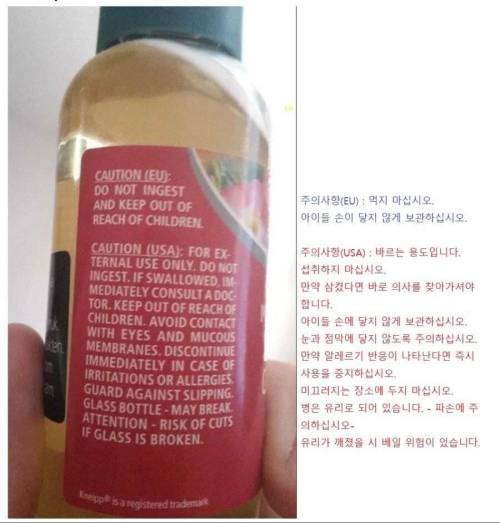 CAUTION (EU):
DO NOT INGEST
AND KEEP OUT OF
REACH OF CHILDREN.
CAUTION (USA): FOR EX-
TERNAL USE ONLY. DO NOT
INGEST. IF SWALLOWED, IM-
MEDIATELY CONSULT A DOC-
TOR. KEEP OUT OF REACH OF
CHILDREN. AVOID CONTACT
WITH EYES AND MUCOUS
MEMBRANES. DISCONTINUE
IMMEDIATELY IN CASE OF
IRRITATIONS OR ALLERGIES.
GUARD AGAINST SLIPPING.
GLASS BOTTLE - MAY BREAK.
ATTENTION - RISK OF CUTS
IF GLASS IS BROKEN.
Kneipp® is a registered trademark
주의사항(EU) : 먹지 마십시오.
아이들 손이 닿지 않게 보관하십시오.
주의사항(USA) : 바르는 용도입니다.
섭취하지 마십시오.
만약 삼켰다면 바로 의사를 찾아가셔야
합니다.
아이들 손에 닿지 않게 보관하십시오.
눈과 점막에 닿지 않도록 주의하십시오.
만약 알레르기 반응이 나타난다면 즉시
사용을 중지하십시오.
미끄러지는 장소에 두지 마십시오.
병은 유리로 되어 있습니다. - 파손에 주
의하십시오-
유리가 깨졌을 시 베일 위험이 있습니다.